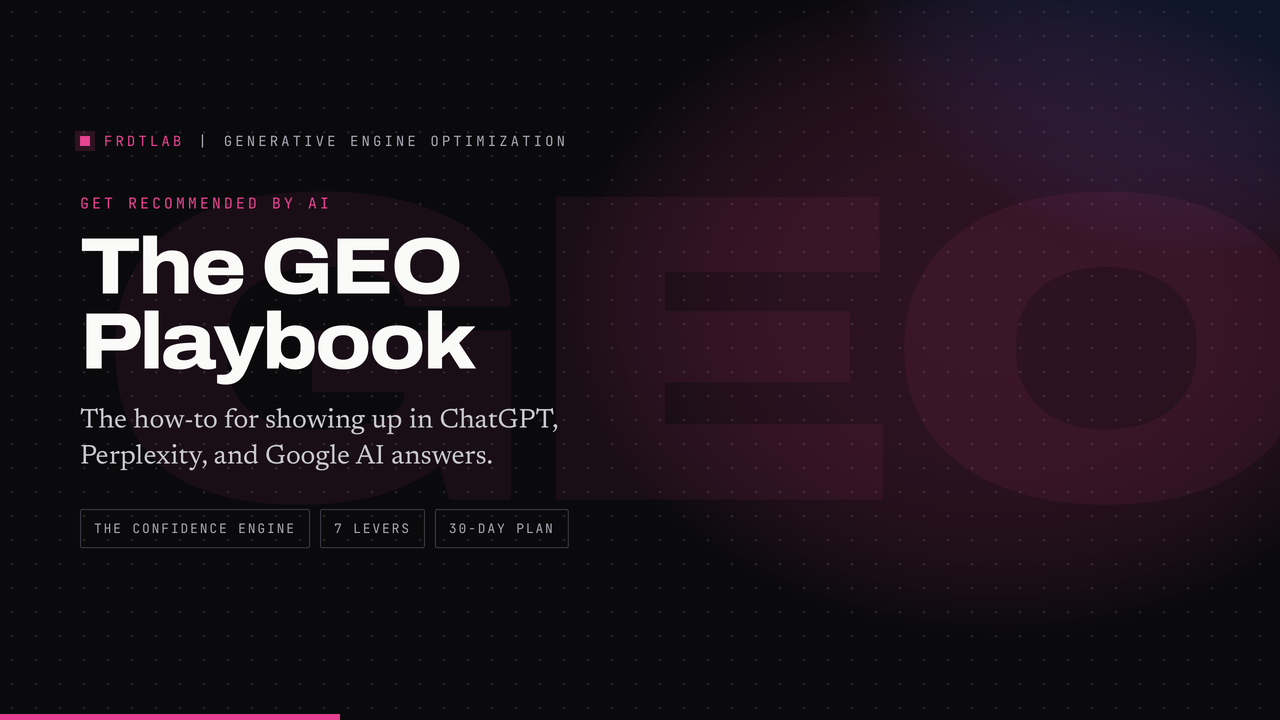 FRDTLAB | GENERATIVE ENGINE OPTIMIZATION
GET RECOMMENDED BY AI
The GEO
Playbook
The how-to for showing up in ChatGPT,
Perplexity, and Google AI answers.
THE CONFIDENCE ENGINE
7 LEVERS
30-DAY PLAN
GEO